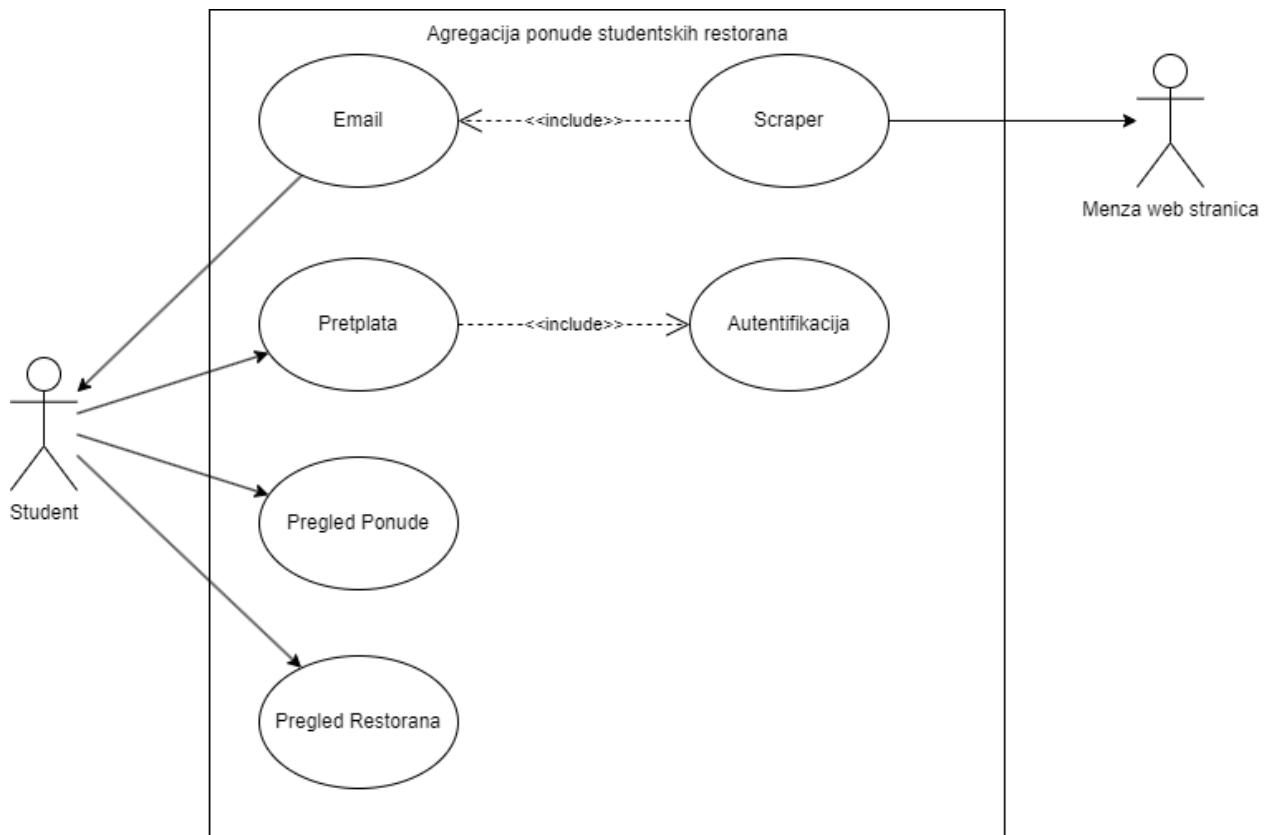 Agregacija ponude studentskih restorana
Email
<<include>>
Scraper
Menza web stranica
Pretplata
<<include>>
Autentifikacija
Student
Pregled Ponude
Pregled Restorana